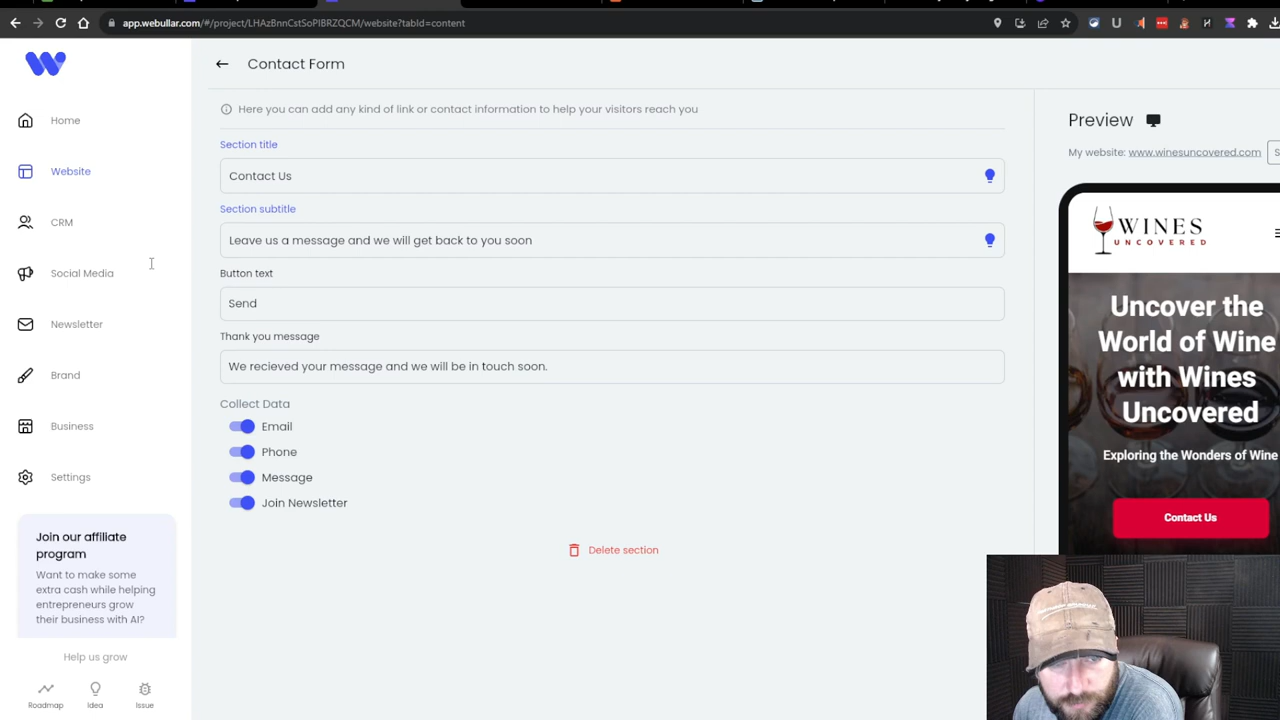 app.webullar.com/#/project/LHAzBnnCstSoPlBRZQCM/website?tabId=content
Home
Website
CRM
Social Media
Newsletter
Brand
Business
Settings
Join our affiliate
program
Want to make some
extra cash while helping
entrepreneurs grow
their business with AI?
Help us grow
Roadmap
Idea
Issue
Contact Form
Here you can add any kind of link or contact information to help your visitors reach you
Section title
Contact Us
Section subtitle
Leave us a message and we will get back to you soon
Button text
Send
Thank you message
We recieved your message and we will be in touch soon.
Collect Data
Email
Phone
Message
Join Newsletter
Delete section
Preview
My website: www.winesuncovered.com
WINES
UNCOVERED
Uncover the
World of Wine
with Wines
Uncovered
Exploring the Wonders of Wine
Contact Us